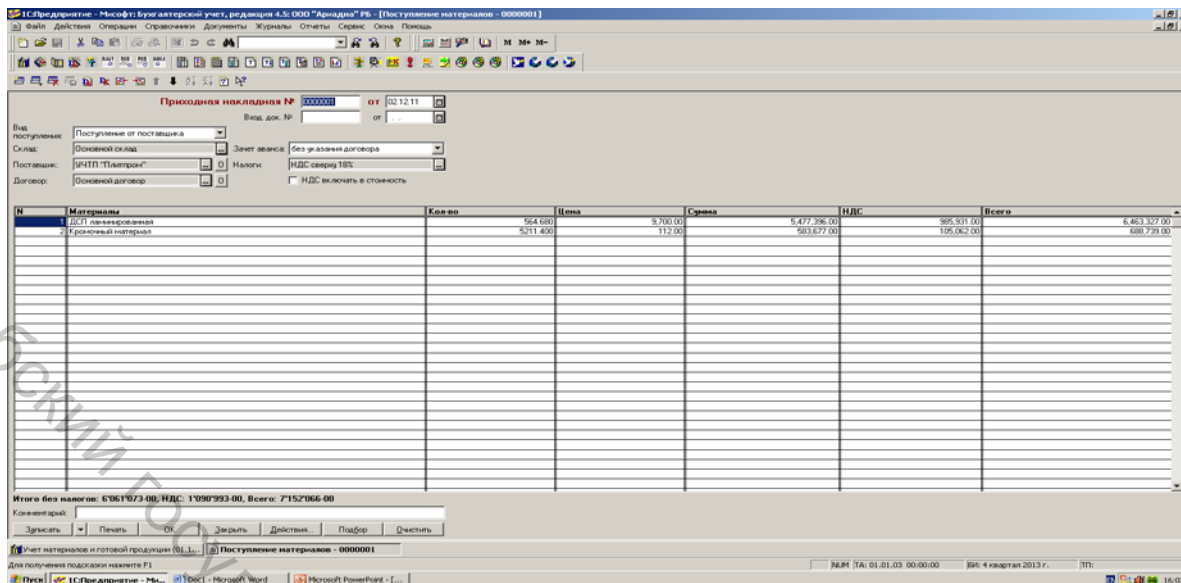 1С:Предприятие - Мисофт: Бухгалтерский учет, редакция 4.5: ООО "Ариадна" РБ - [Поступление материалов - 0000001]
Файл Действия Операции Справочники Документы Журналы Отчеты Сервис Окна Помощь
M M+ M-
Приходная накладная № 0000001 от 02.12.11
Вход. док. № от . .
Вид поступления: Поступление от поставщика
Склад: Основной склад Зачет аванса: без указания договора
Поставщик: УЧТП "Плитпром" О Налоги: НДС сверху 18%
Договор: Основной договор О НДС включать в стоимость
N Материалы Кол-во Цена Сумма НДС Всего
1 ДСП ламинированная 564.680 9,700.00 5,477,396.00 985,931.00 6,463,327.00
2 Кромочный материал 5211.400 112.00 583,677.00 105,062.00 688,739.00
Итого без налогов: 6'061'073-00, НДС: 1'090'993-00, Всего: 7'152'066-00
Комментарий:
Записать Печать OK Закрыть Действия... Подбор Очистить
Учет материалов и готовой продукции (01.1... Поступление материалов - 0000001
Для получения подсказки нажмите F1 NUM TA: 01.01.03 00:00:00 БИ: 4 квартал 2013 г. ТП:
Пуск 1С:Предприятие - Ми... Doc1 - Microsoft Word Microsoft PowerPoint - [... 16:0
СКИЙ ГОСУ